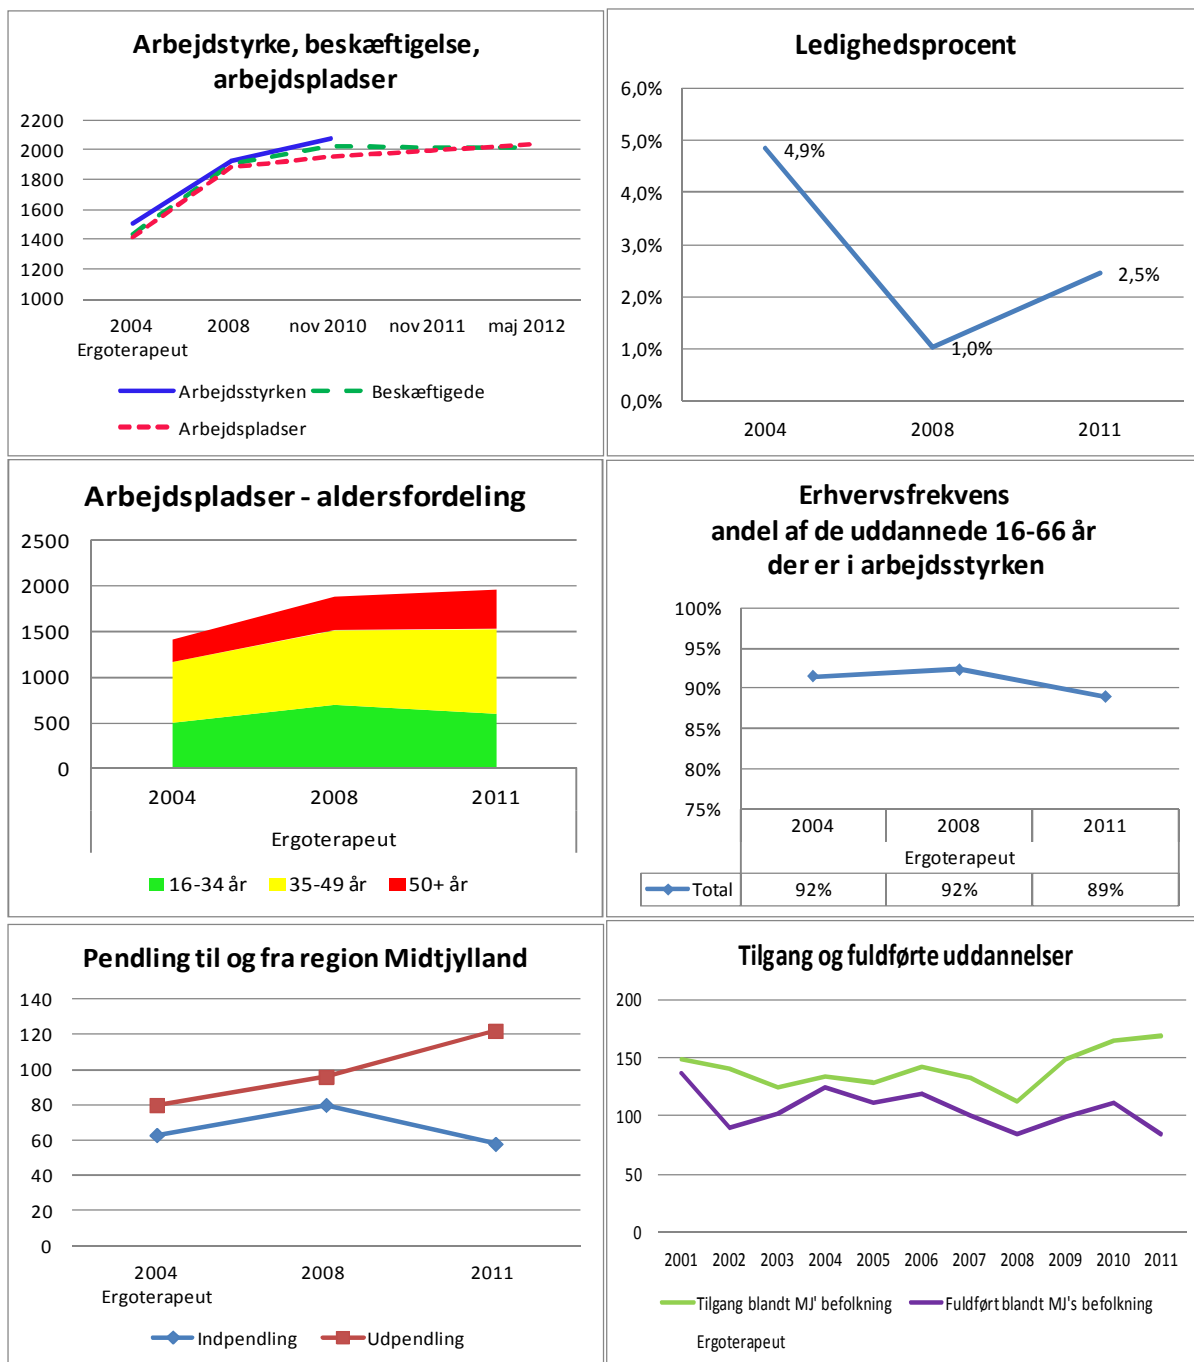 Arbejdstyrke, beskæftigelse,
arbejdspladser
2200
2000
1800
1600
1400
1200
1000
2004 2008 nov 2010 nov 2011 maj 2012
Ergoterapeut
Arbejdsstyrken Beskæftigede
Arbejdspladser
Ledighedsprocent
6,0%
5,0%
4,0%
3,0%
2,0%
1,0%
0,0%
4,9%
1,0%
2,5%
2004 2008 2011
Arbejdspladser - aldersfordeling
2500
2000
1500
1000
500
0
2004 2008 2011
Ergoterapeut
16-34 år 35-49 år 50+ år
Erhvervsfrekvens
andel af de uddannede 16-66 år
der er i arbejdsstyrken
100%
95%
90%
85%
80%
75%
2004 2008 2011
Ergoterapeut
Total 92% 92% 89%
Pendling til og fra region Midtjylland
140
120
100
80
60
40
20
0
2004 2008 2011
Ergoterapeut
Indpendling Udpendling
Tilgang og fuldførte uddannelser
200
150
100
50
0
2001 2002 2003 2004 2005 2006 2007 2008 2009 2010 2011
Tilgang blandt MJ' befolkning Fuldført blandt MJ's befolkning
Ergoterapeut